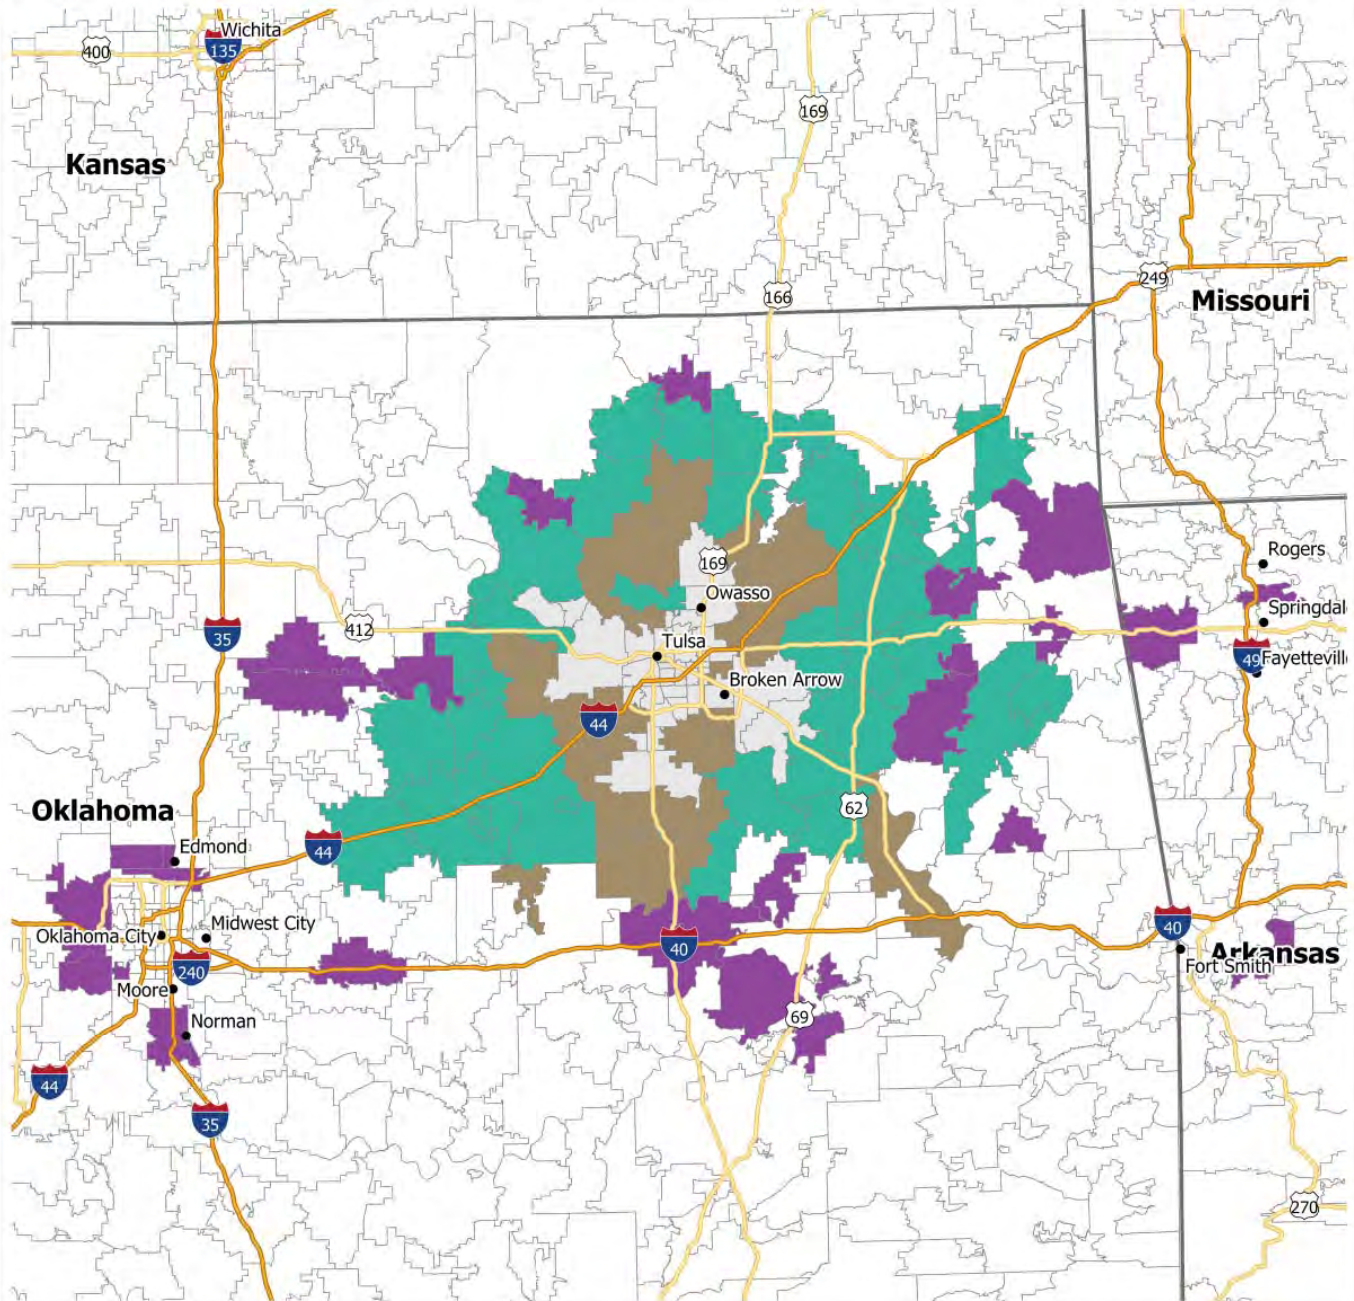 Wichita
400
135
169
Kansas
166
249
Missouri
169
Rogers
Owasso
Springdal
412
35
Tulsa
49
Fayettevill
Broken Arrow
44
Oklahoma
62
44
Edmond
Midwest City
Oklahoma City
40
40
Arkansas
Fort Smith
240
Moore
69
Norman
44
35
270